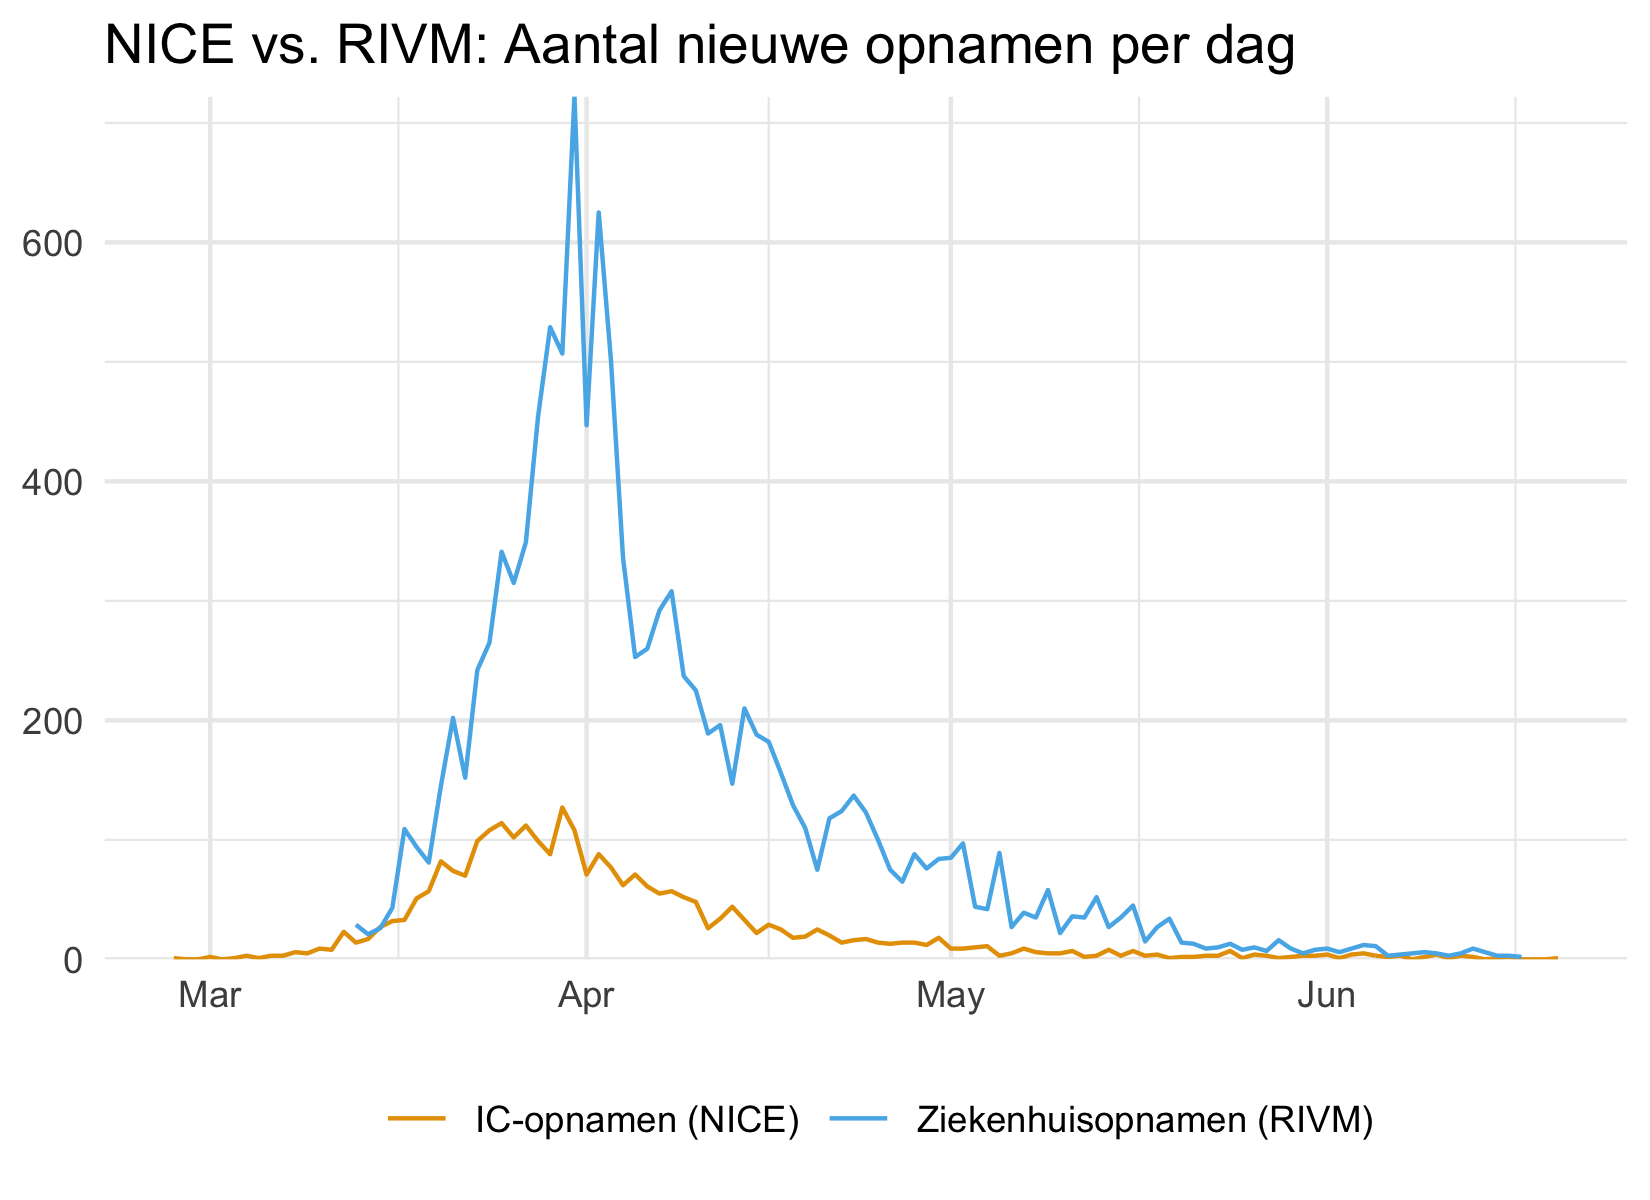 NICE vs. RIVM: Aantal nieuwe opnamen per dag
600
400
200
0
Mar Apr May Jun
IC-opnamen (NICE) Ziekenhuisopnamen (RIVM)